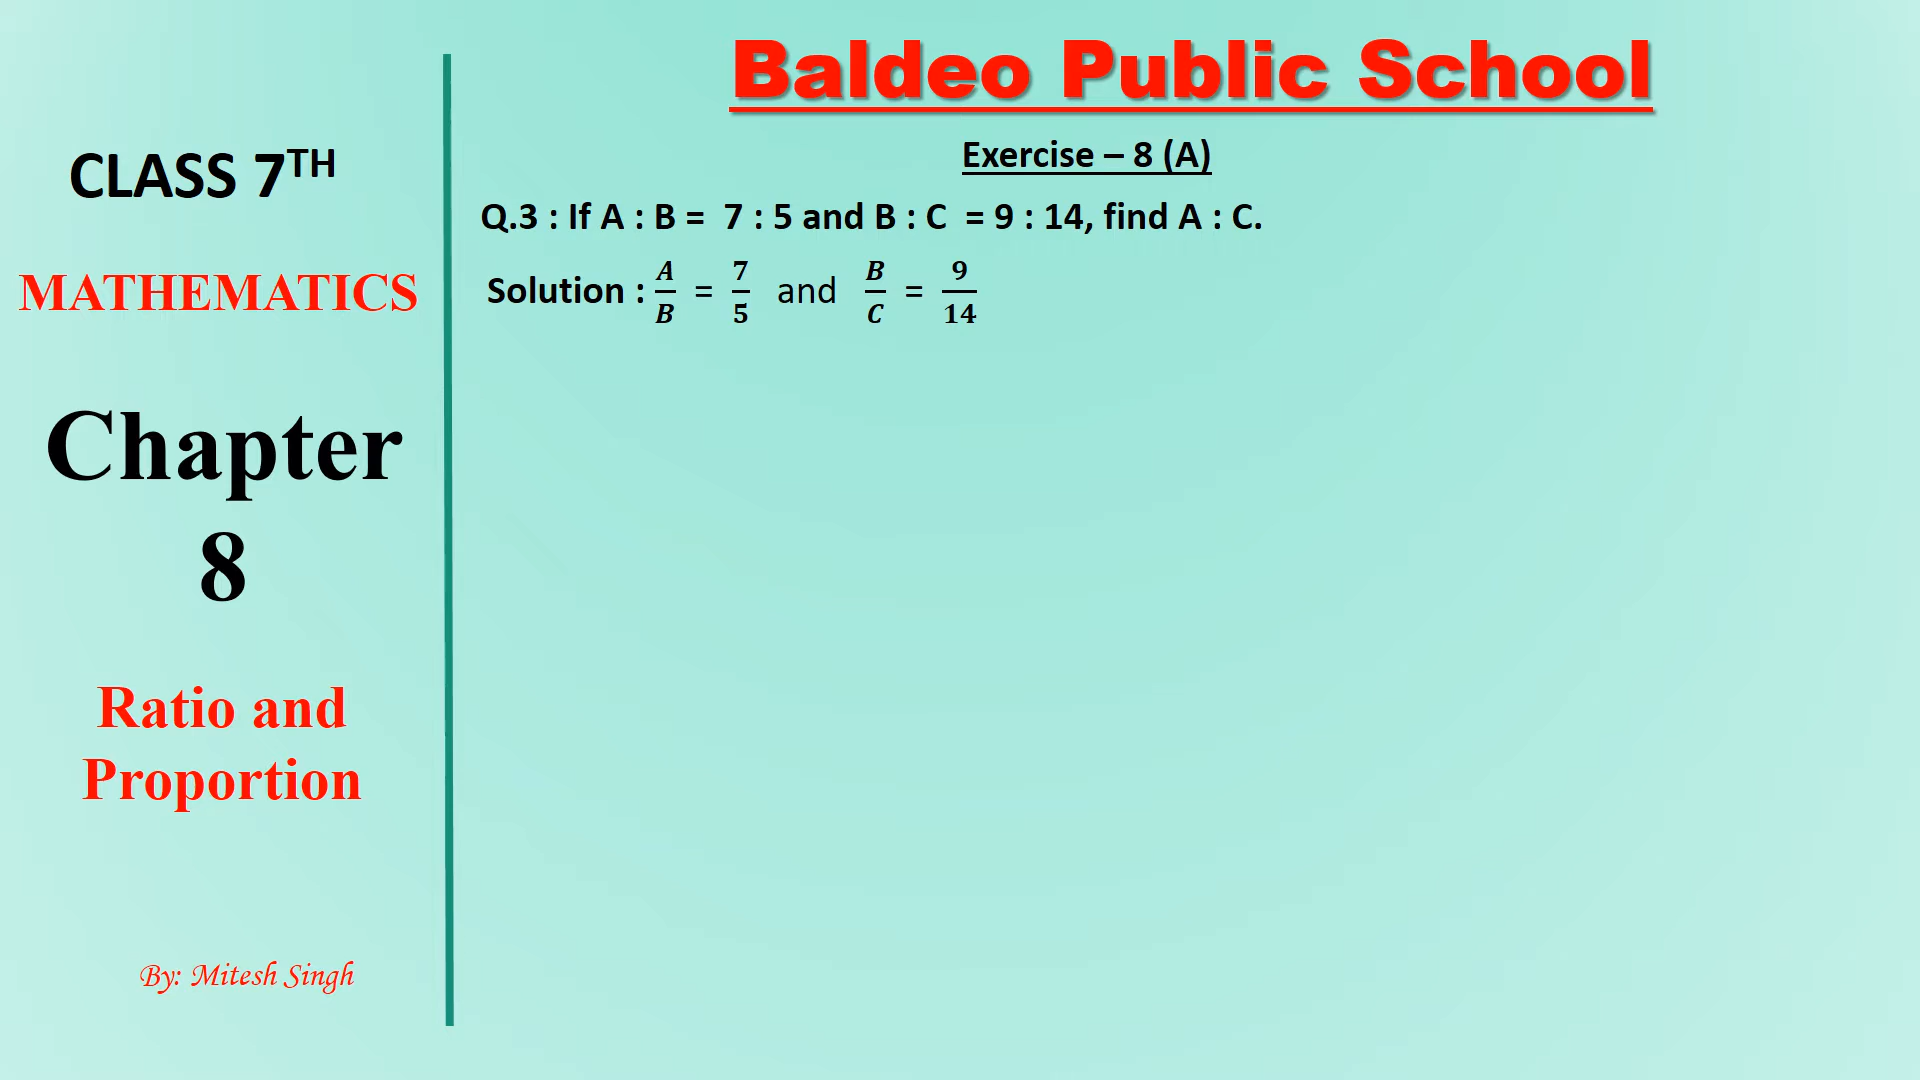 Baldeo Public School
CLASS 7TH
MATHEMATICS
Chapter
8
Ratio and
Proportion
By: Mitesh Singh
Exercise – 8 (A)
Q.3 : If A : B = 7 : 5 and B : C = 9 : 14, find A : C.
Solution : A/B = 7/5 and B/C = 9/14